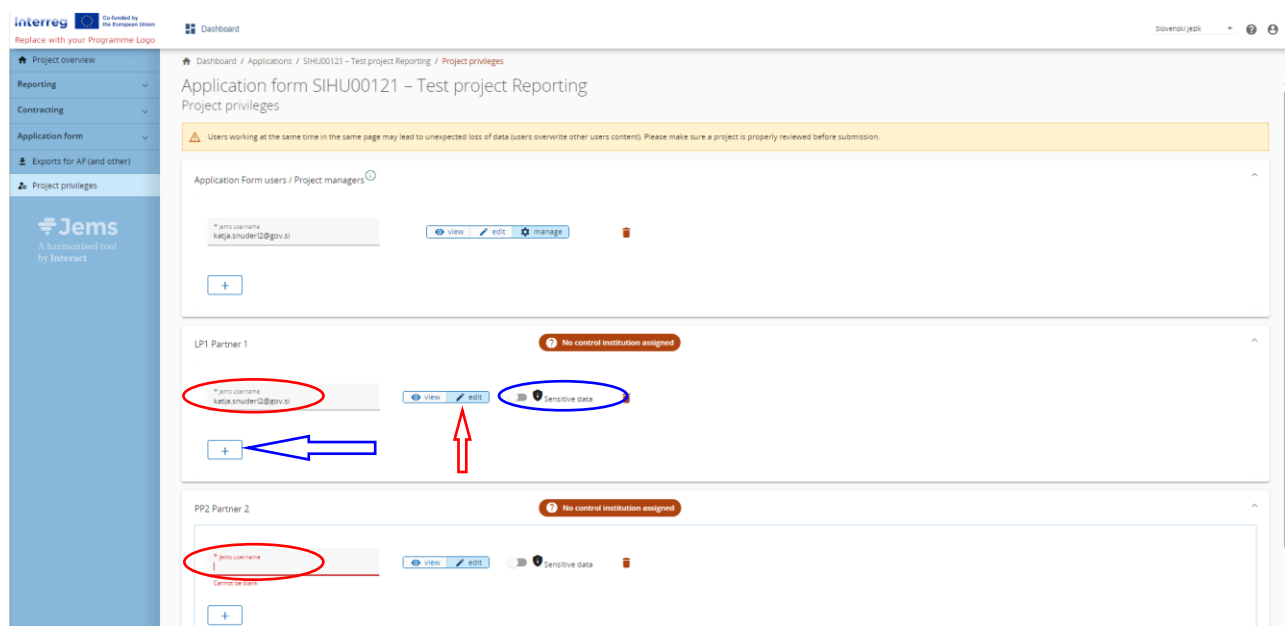 Interreg
Co-funded by
the European Union
Replace with your Programme Logo
Dashboard
Slovenski jezik
Project overview
Reporting
Contracting
Application form
Exports for AF (and other)
Project privileges
Jems
A harmonised tool
by Interact
Dashboard / Applications / SIHU00121 – Test project Reporting / Project privileges
Application form SIHU00121 – Test project Reporting
Project privileges
Users working at the same time in the same page may lead to unexpected loss of data (users overwrite other users content). Please make sure a project is properly reviewed before submission.
Application Form users / Project managers
* Jems username
katja.snuderl2@gov.si
view edit manage
+
LP1 Partner 1
No control institution assigned
* Jems username
katja.snuderl2@gov.si
view edit Sensitive data
+
PP2 Partner 2
No control institution assigned
* Jems username
Cannot be blank
view edit Sensitive data
+